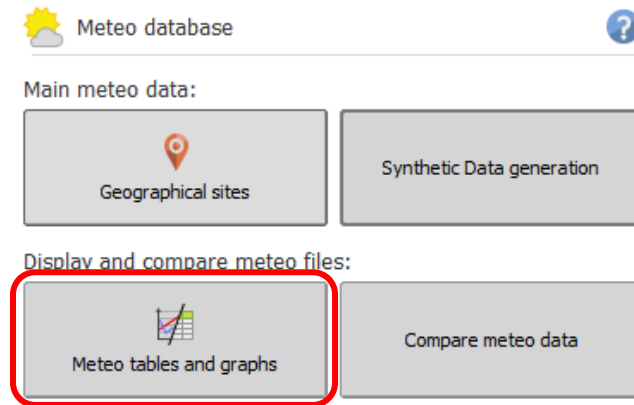 Meteo database
?
Main meteo data:
Geographical sites
Synthetic Data generation
Display and compare meteo files:
Meteo tables and graphs
Compare meteo data